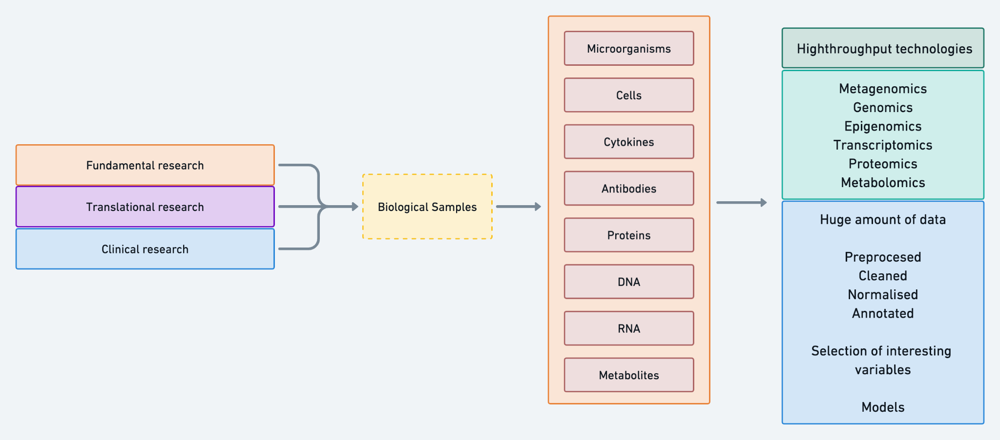 Fundamental research
Translational research
Clinical research
Biological Samples
Microorganisms
Cells
Cytokines
Antibodies
Proteins
DNA
RNA
Metabolites
Highthroughput technologies
Metagenomics
Genomics
Epigenomics
Transcriptomics
Proteomics
Metabolomics
Huge amount of data
Preprocesed
Cleaned
Normalised
Annotated
Selection of interesting
variables
Models